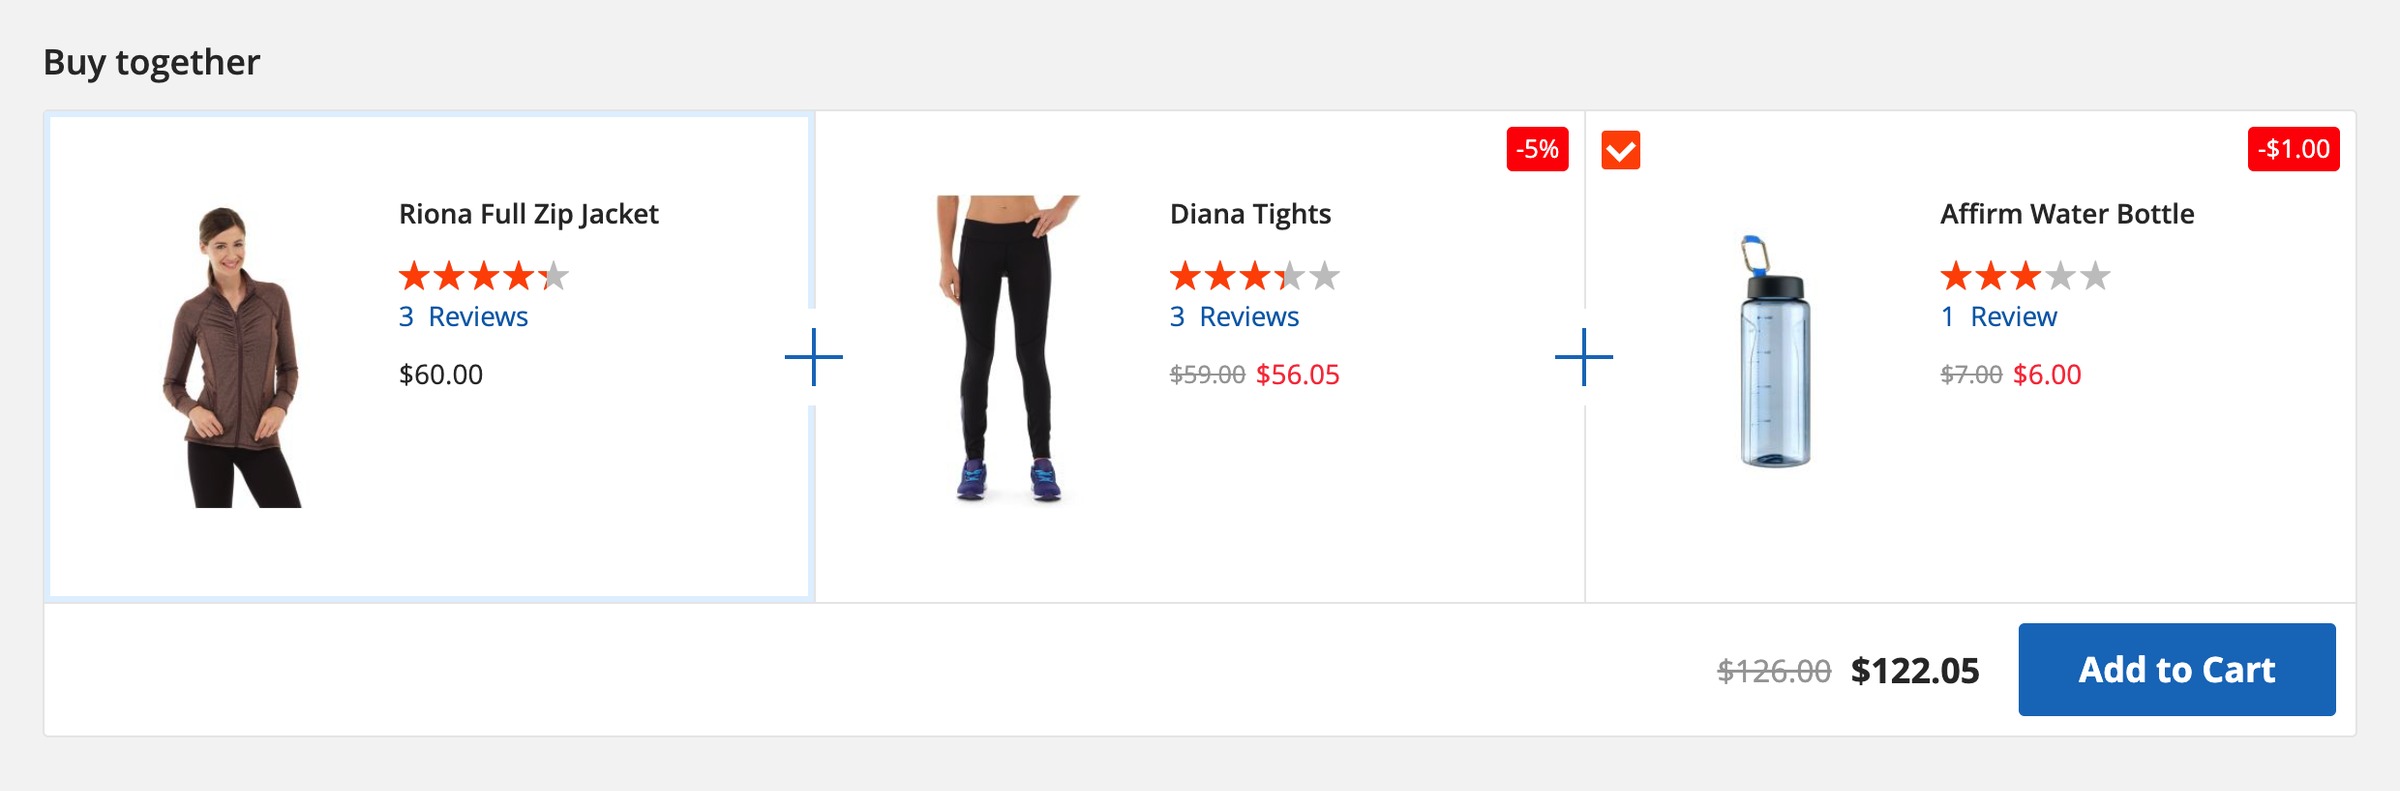 Buy together
Riona Full Zip Jacket
3 Reviews
$60.00
-5%
Diana Tights
3 Reviews
$59.00 $56.05
-$1.00
Affirm Water Bottle
1 Review
$7.00 $6.00
$126.00 $122.05
Add to Cart